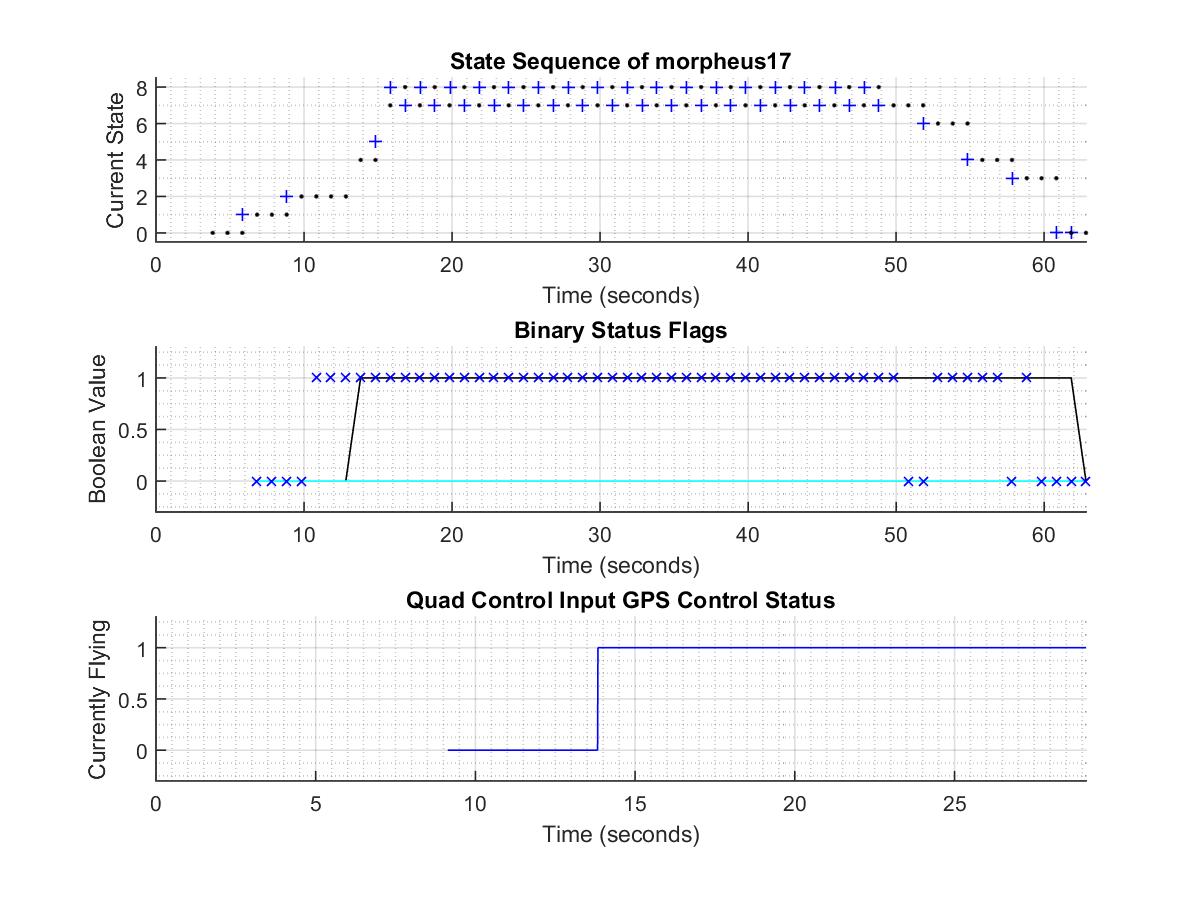 State Sequence of morpheus17
Current State
8
6
4
2
0
0 10 20 30 40 50 60
Time (seconds)
Binary Status Flags
Boolean Value
1
0.5
0
0 10 20 30 40 50 60
Time (seconds)
Quad Control Input GPS Control Status
Currently Flying
1
0.5
0
0 5 10 15 20 25
Time (seconds)